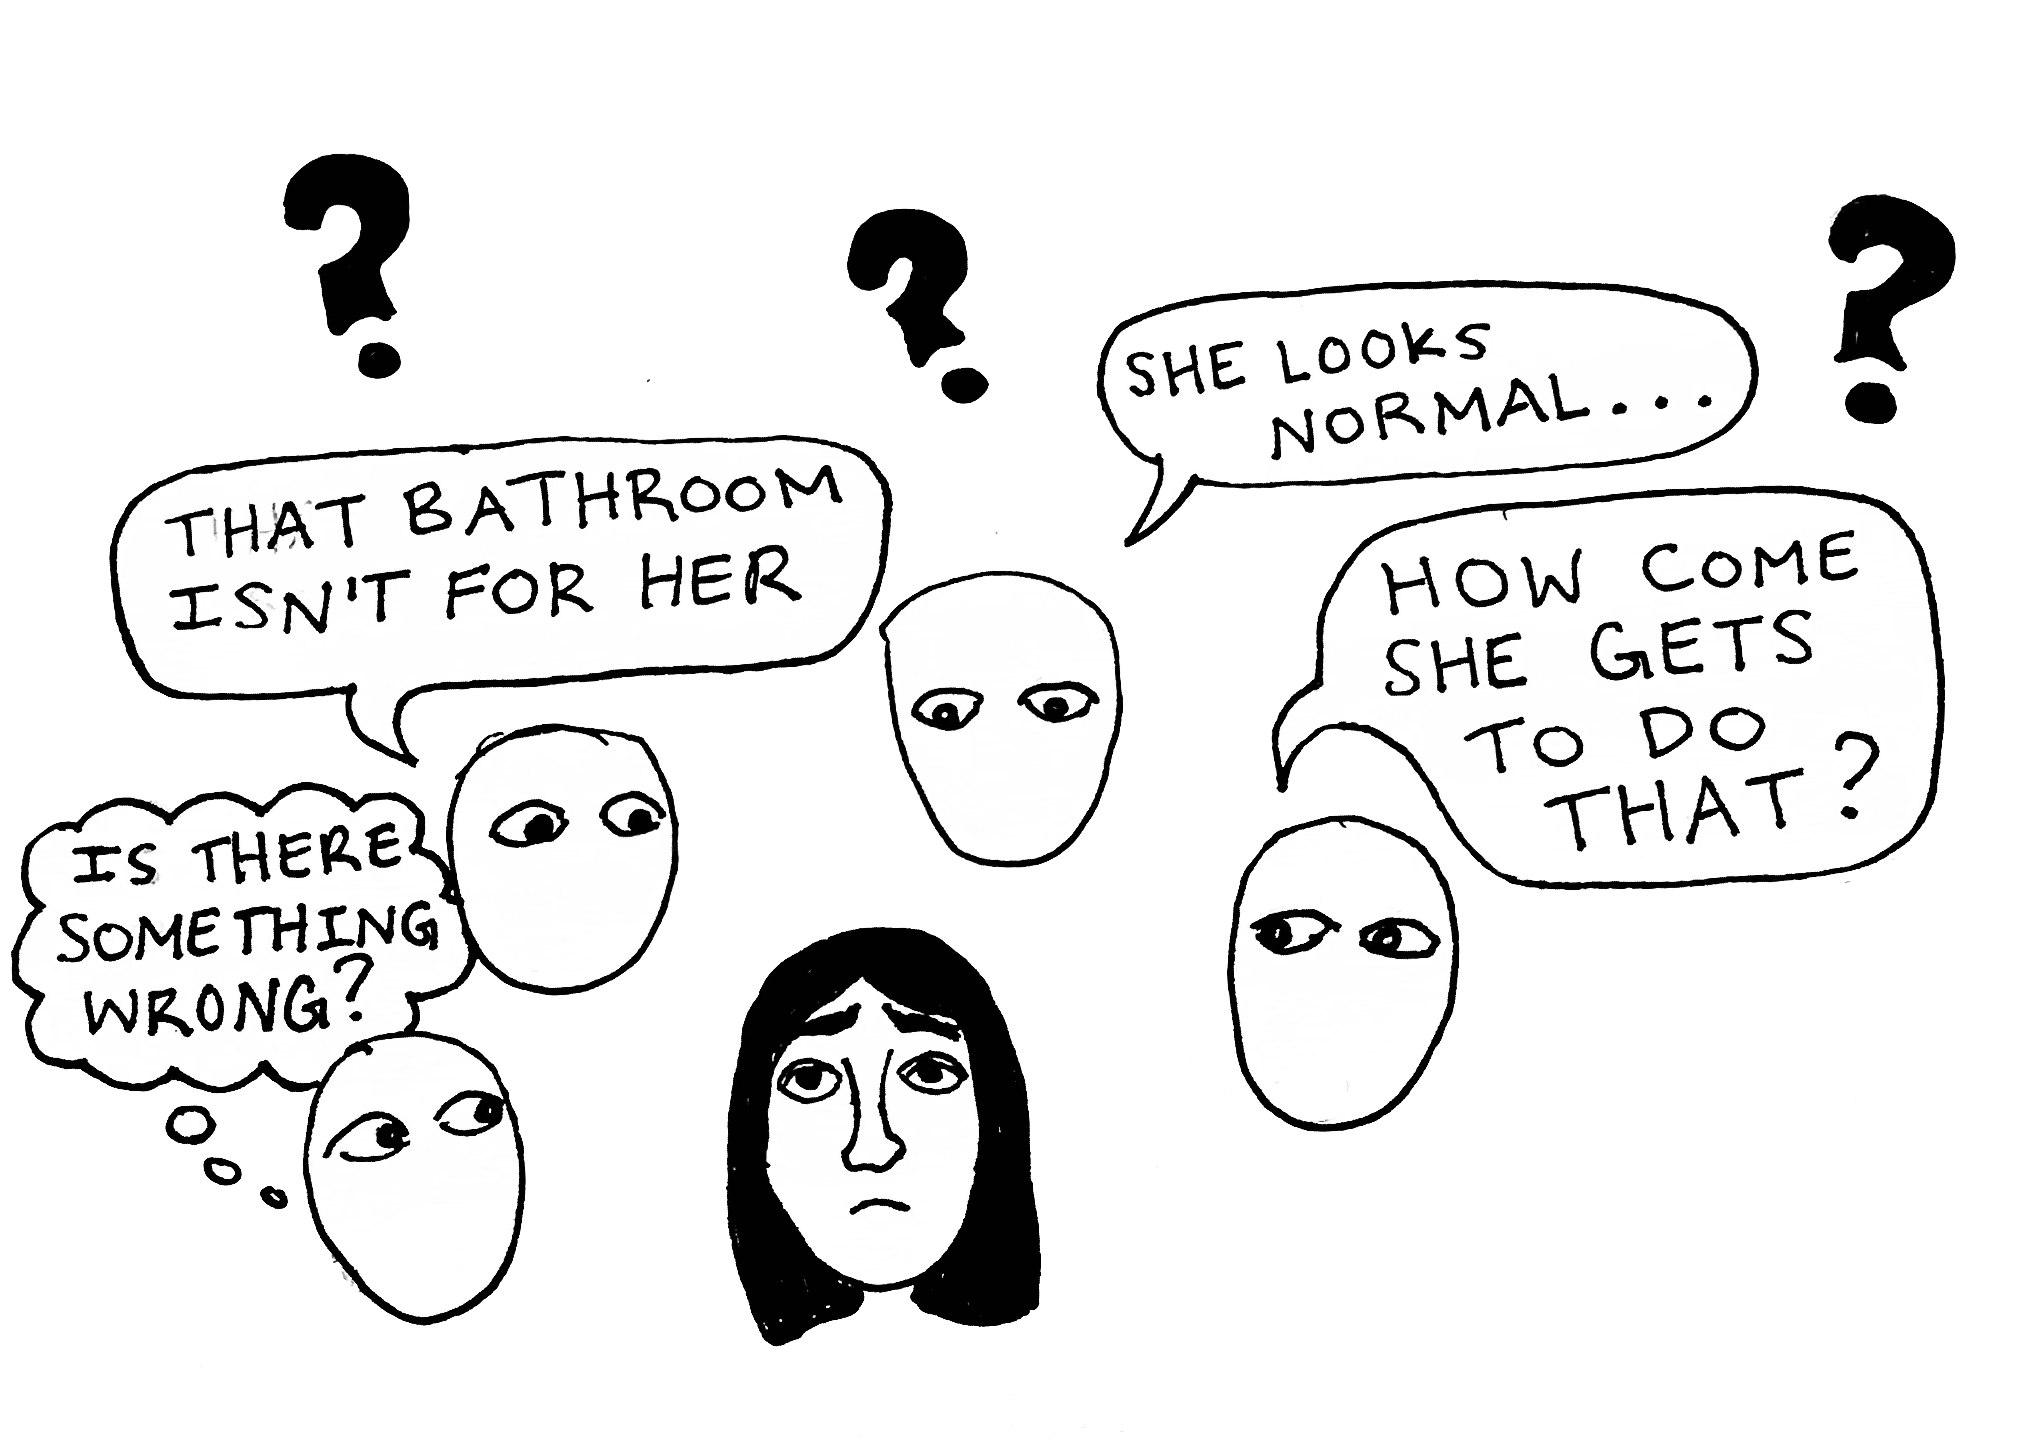 ?
?
?
SHE LOOKS
NORMAL...
THAT BATHROOM
ISN'T FOR HER
HOW COME
SHE GETS
TO DO
THAT?
IS THERE
SOMETHING
WRONG?